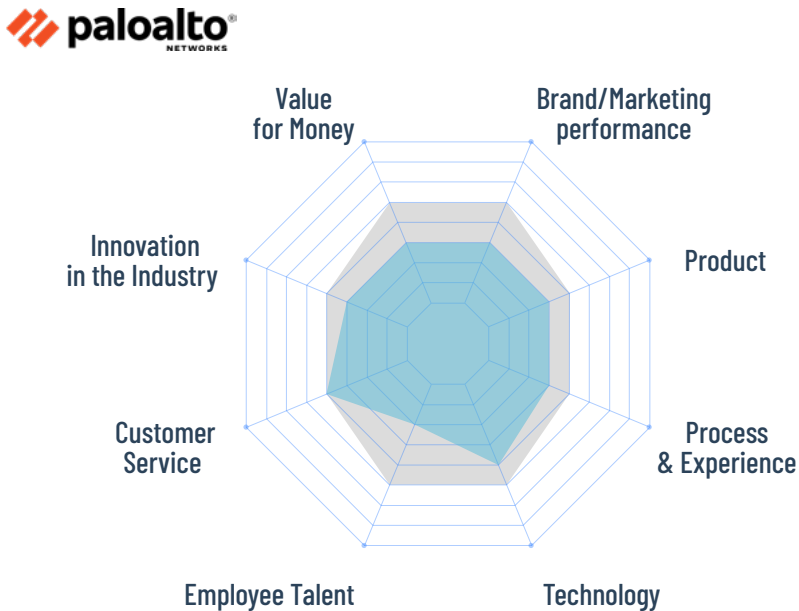 paloalto®
NETWORKS
Value
for Money
Brand/Marketing
performance
Innovation
in the Industry
Product
Customer
Service
Process
& Experience
Employee Talent
Technology